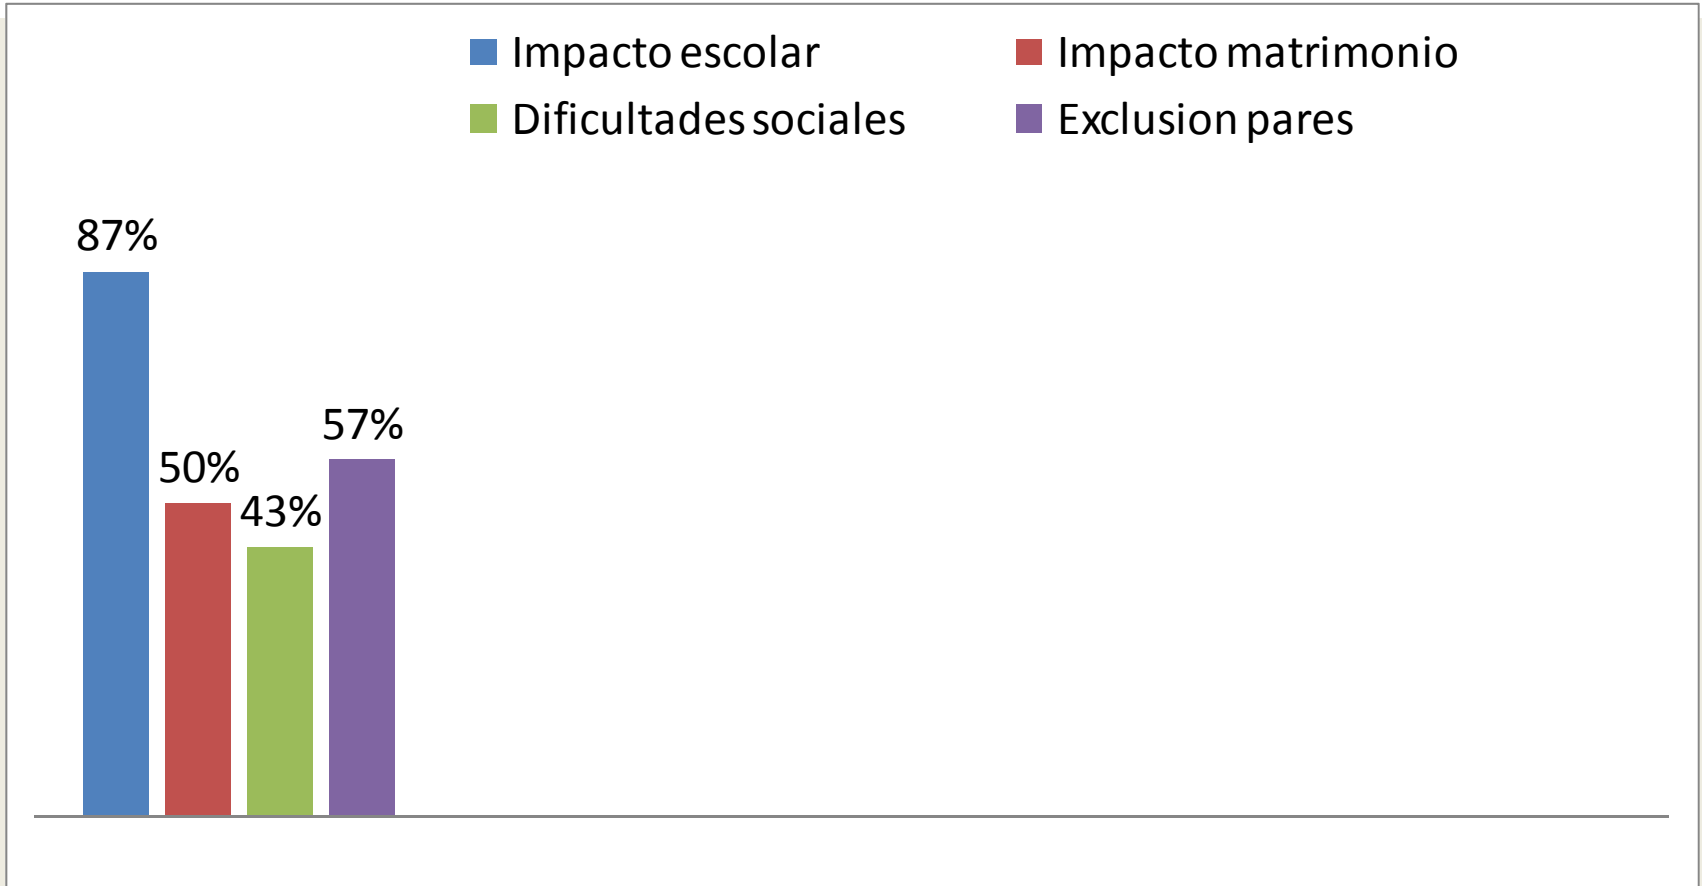 Impacto escolar
Impacto matrimonio
Dificultades sociales
Exclusion pares
87%
50%
43%
57%